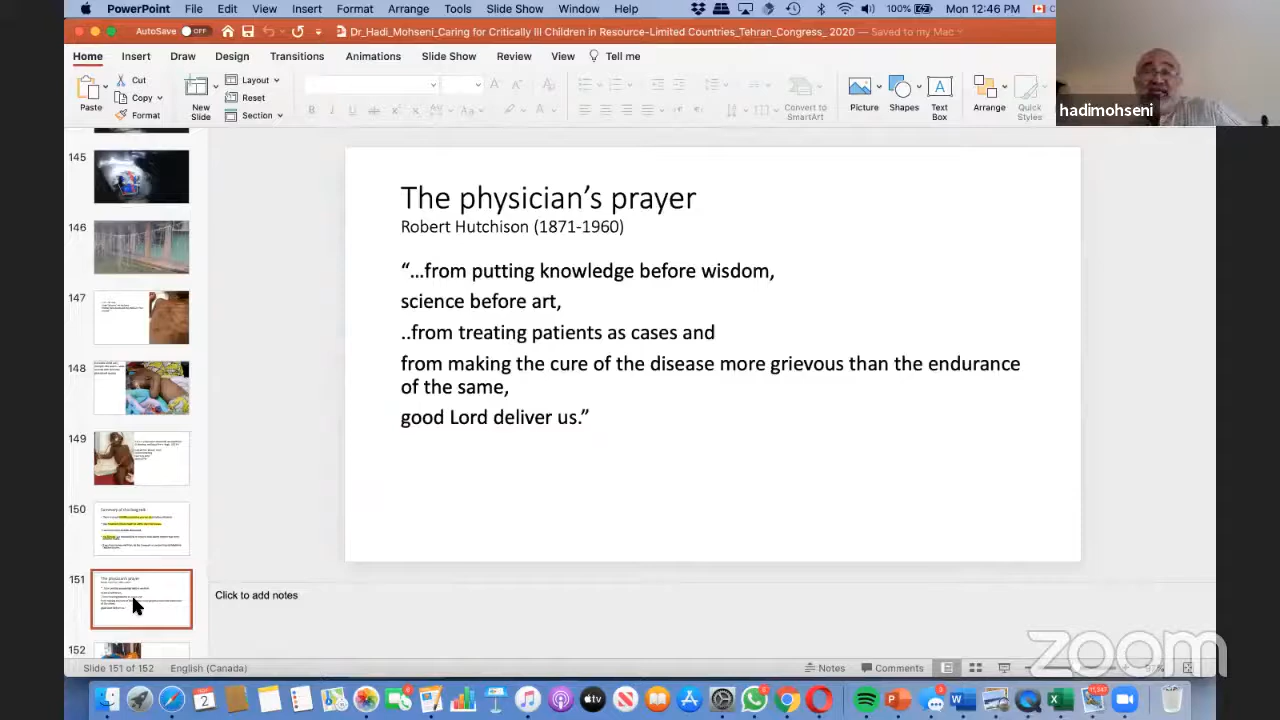 PowerPoint File Edit View Insert Format Arrange Tools Slide Show Window Help 100% Mon 12:46 PM
AutoSave OFF Dr_Hadi_Mohseni_Caring for Critically Ill Children in Resource-Limited Countries_Tehran_Congress_ 2020 — Saved to my Mac
Home Insert Draw Design Transitions Animations Slide Show Review View Tell me
Paste Cut Copy Format New Slide Layout Reset Section Convert to SmartArt Picture Shapes Text Box Arrange Quick Styles
hadimohseni
145
146
147
148
149
150
151
152
The physician’s prayer
Robert Hutchison (1871-1960)
“…from putting knowledge before wisdom,
science before art,
..from treating patients as cases and
from making the cure of the disease more grievous than the endurance
of the same,
good Lord deliver us.”
Click to add notes
zoom
Slide 151 of 152 English (Canada) Notes Comments